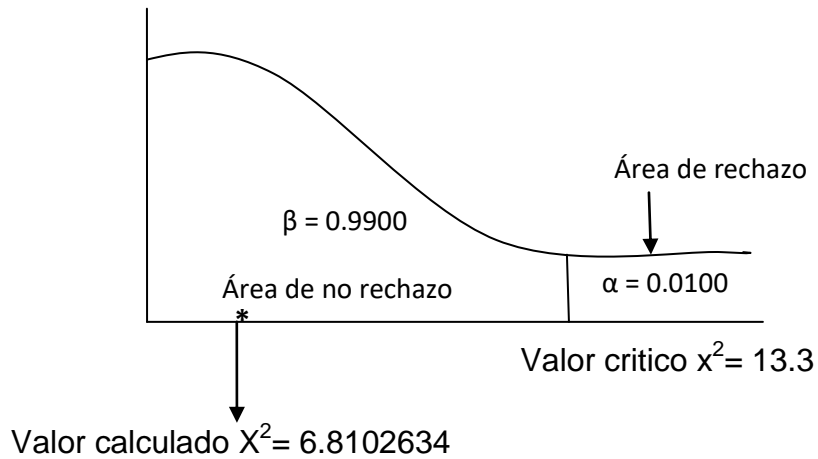 Área de rechazo
β = 0.9900
Área de no rechazo
α = 0.0100
*
Valor critico x²= 13.3
Valor calculado X²= 6.8102634